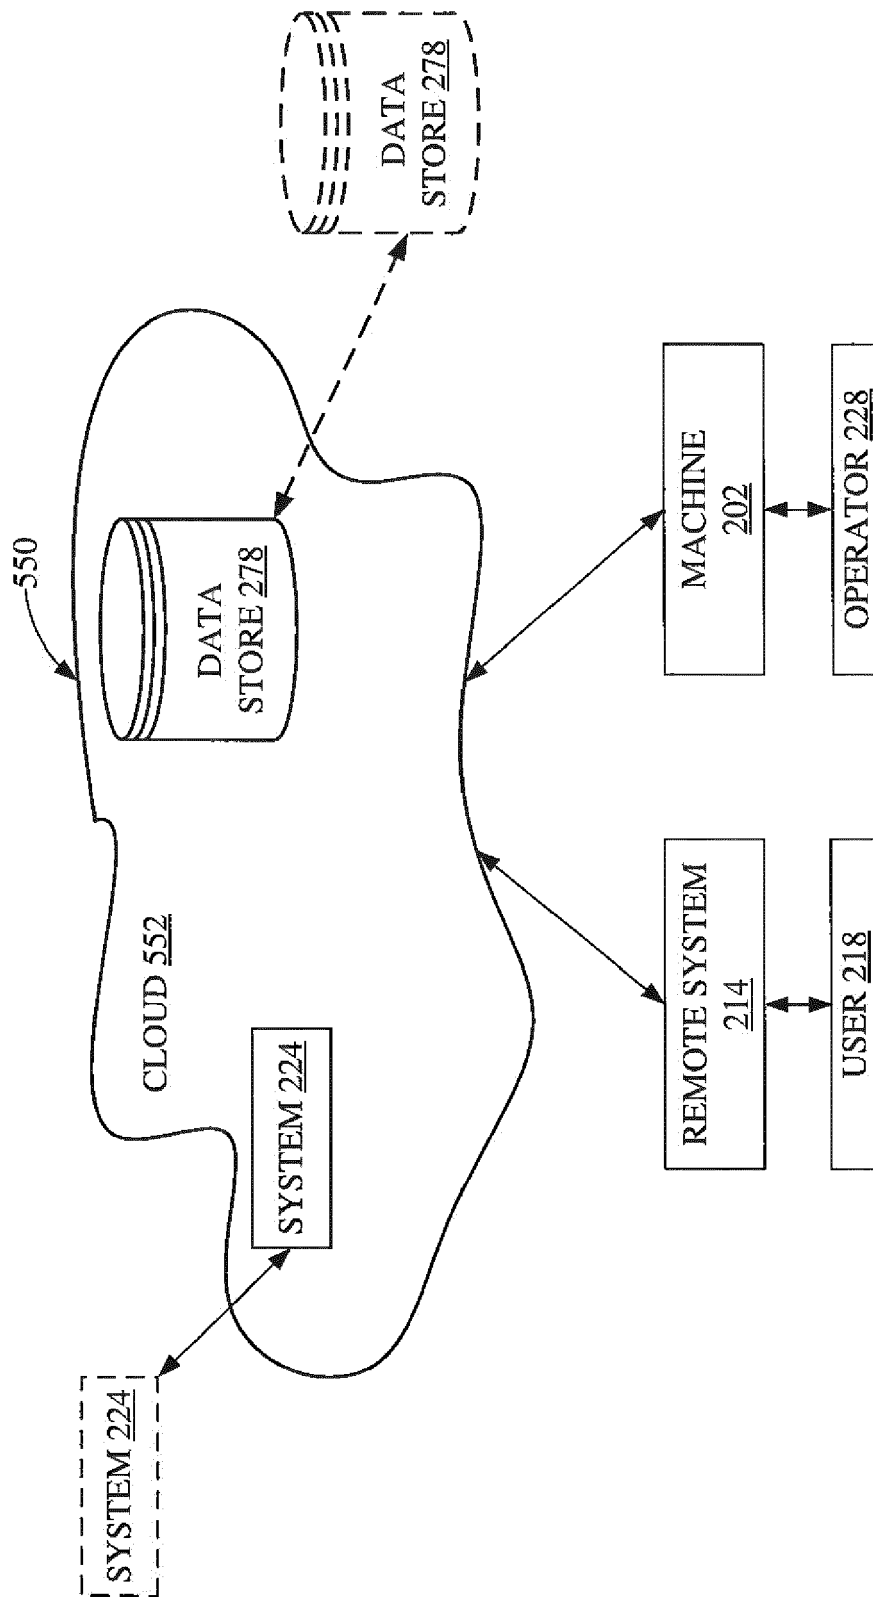 550
CLOUD 552
DATA
STORE 278
DATA
STORE 278
SYSTEM 224
SYSTEM 224
REMOTE SYSTEM
214
MACHINE
202
USER 218
OPERATOR 228